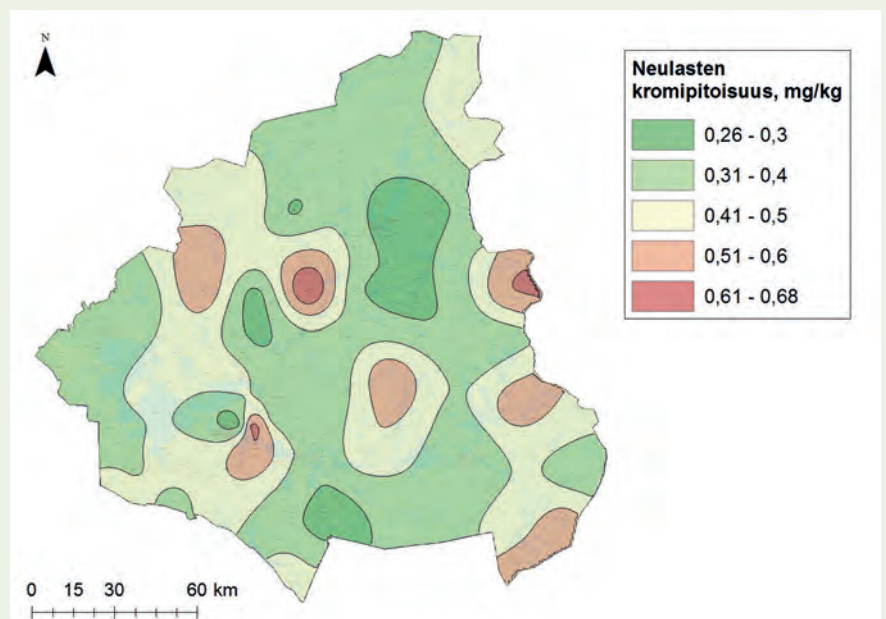 N
Neulasten
kromipitoisuus, mg/kg
0,26 - 0,3
0,31 - 0,4
0,41 - 0,5
0,51 - 0,6
0,61 - 0,68
0 15 30 60 km